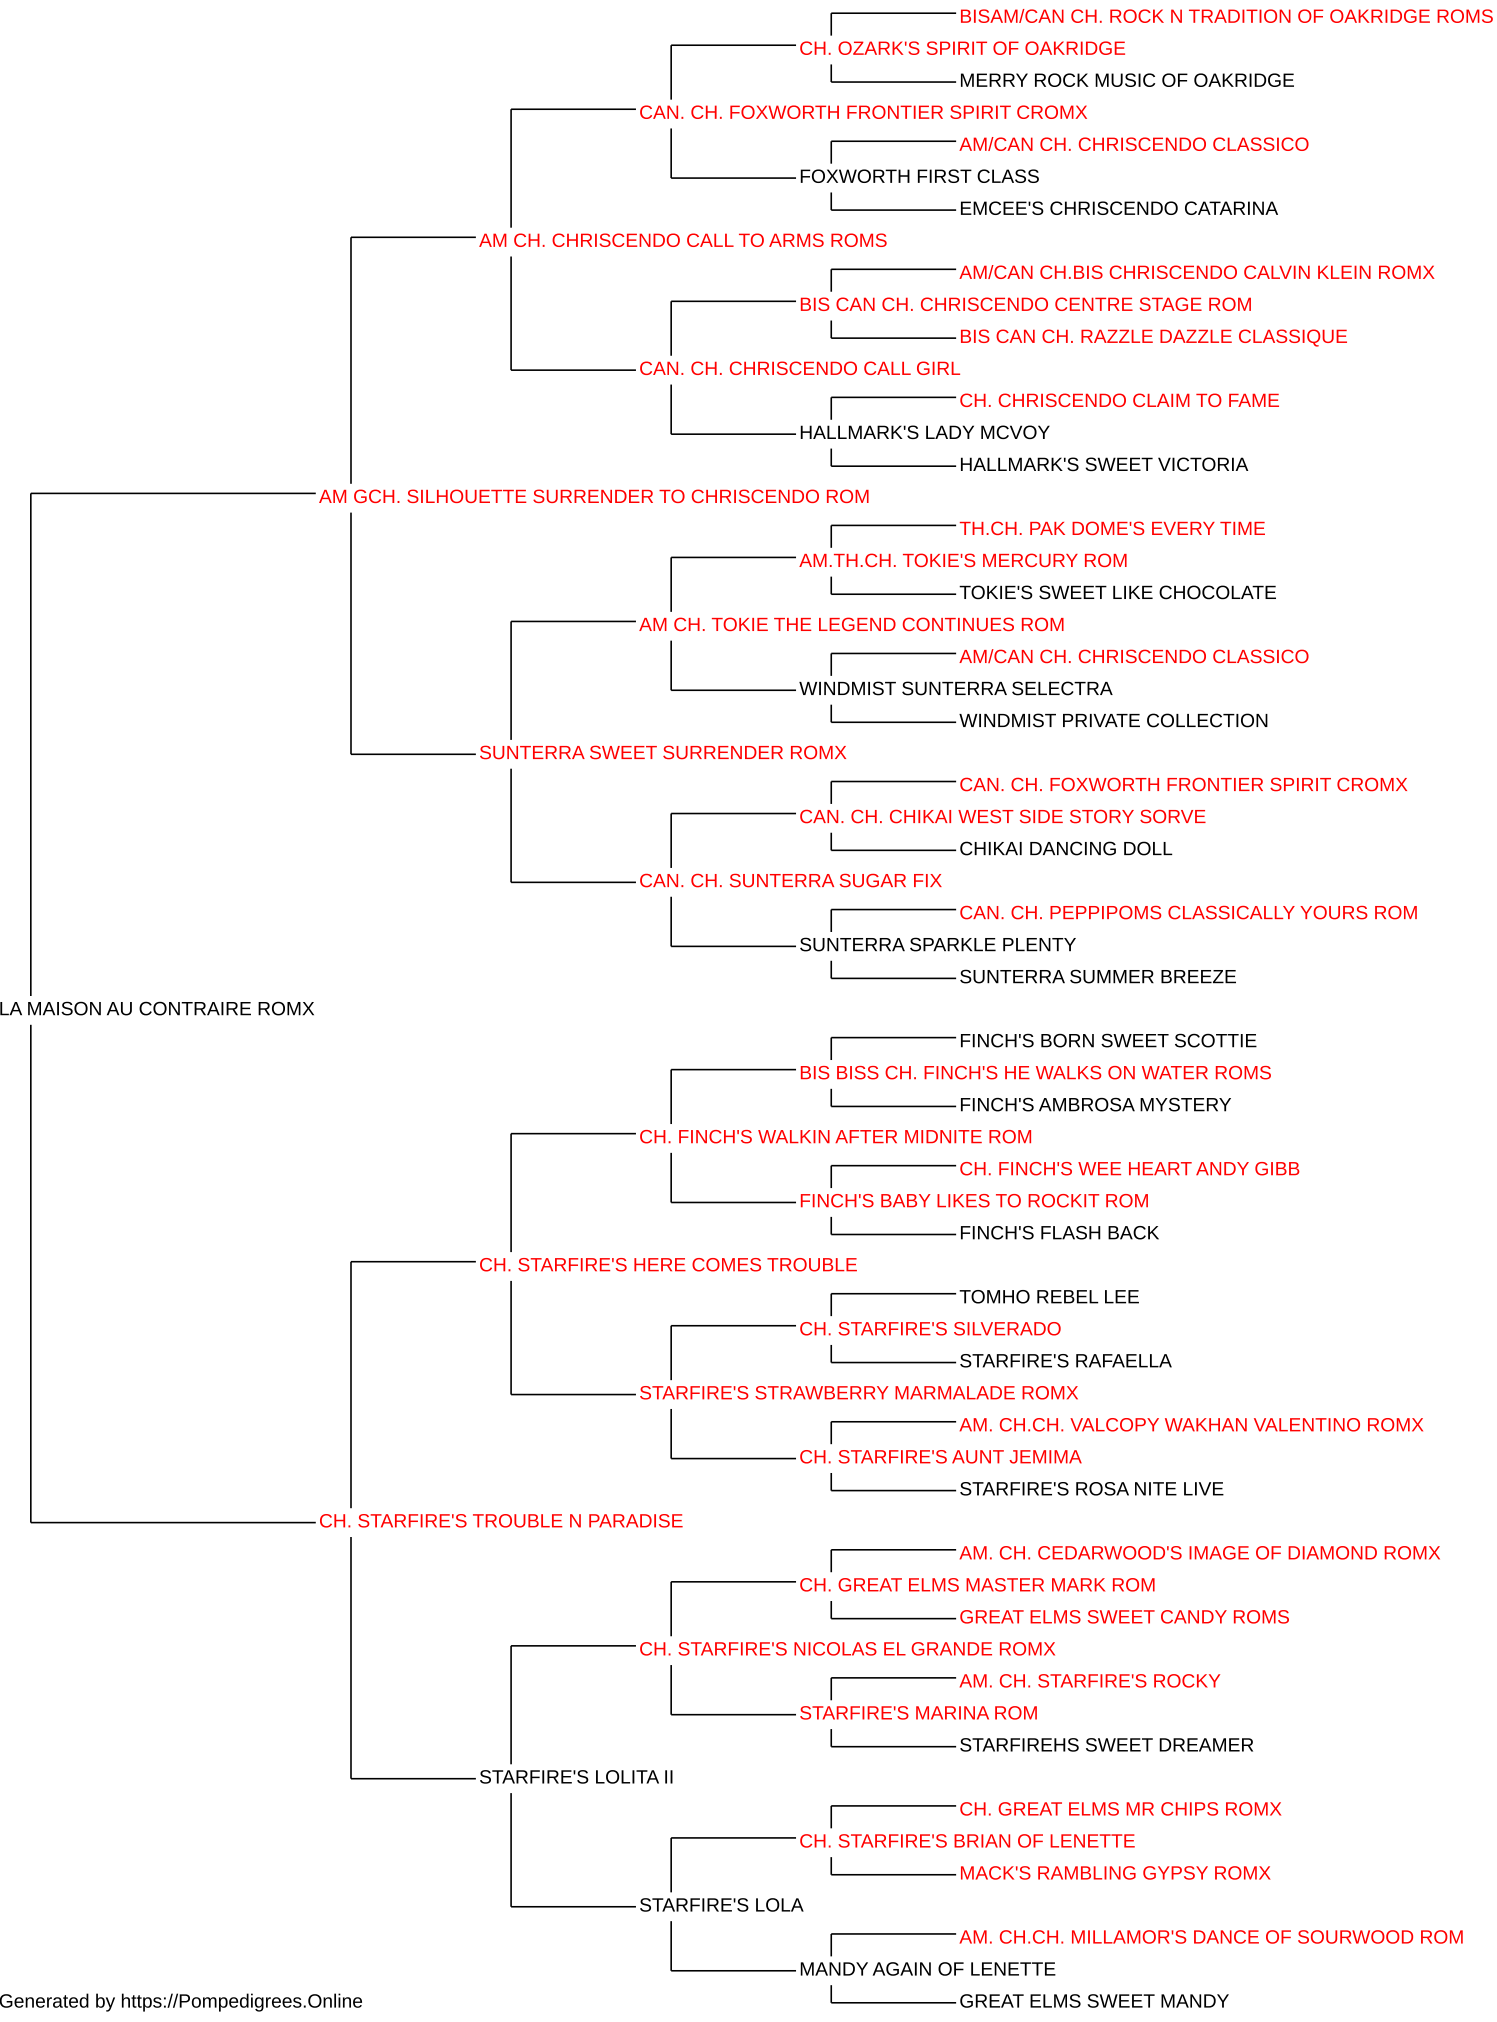 BISAM/CAN CH. ROCK N TRADITION OF OAKRIDGE ROMS
CH. OZARK'S SPIRIT OF OAKRIDGE
MERRY ROCK MUSIC OF OAKRIDGE
CAN. CH. FOXWORTH FRONTIER SPIRIT CROMX
AM/CAN CH. CHRISCENDO CLASSICO
FOXWORTH FIRST CLASS
EMCEE'S CHRISCENDO CATARINA
AM CH. CHRISCENDO CALL TO ARMS ROMS
AM/CAN CH.BIS CHRISCENDO CALVIN KLEIN ROMX
BIS CAN CH. CHRISCENDO CENTRE STAGE ROM
BIS CAN CH. RAZZLE DAZZLE CLASSIQUE
CAN. CH. CHRISCENDO CALL GIRL
CH. CHRISCENDO CLAIM TO FAME
HALLMARK'S LADY MCVOY
HALLMARK'S SWEET VICTORIA
AM GCH. SILHOUETTE SURRENDER TO CHRISCENDO ROM
TH.CH. PAK DOME'S EVERY TIME
AM.TH.CH. TOKIE'S MERCURY ROM
TOKIE'S SWEET LIKE CHOCOLATE
AM CH. TOKIE THE LEGEND CONTINUES ROM
AM/CAN CH. CHRISCENDO CLASSICO
WINDMIST SUNTERRA SELECTRA
WINDMIST PRIVATE COLLECTION
SUNTERRA SWEET SURRENDER ROMX
CAN. CH. FOXWORTH FRONTIER SPIRIT CROMX
CAN. CH. CHIKAI WEST SIDE STORY SORVE
CHIKAI DANCING DOLL
CAN. CH. SUNTERRA SUGAR FIX
CAN. CH. PEPPIPOMS CLASSICALLY YOURS ROM
SUNTERRA SPARKLE PLENTY
SUNTERRA SUMMER BREEZE
LA MAISON AU CONTRAIRE ROMX
FINCH'S BORN SWEET SCOTTIE
BIS BISS CH. FINCH'S HE WALKS ON WATER ROMS
FINCH'S AMBROSA MYSTERY
CH. FINCH'S WALKIN AFTER MIDNITE ROM
CH. FINCH'S WEE HEART ANDY GIBB
FINCH'S BABY LIKES TO ROCKIT ROM
FINCH'S FLASH BACK
CH. STARFIRE'S HERE COMES TROUBLE
TOMHO REBEL LEE
CH. STARFIRE'S SILVERADO
STARFIRE'S RAFAELLA
STARFIRE'S STRAWBERRY MARMALADE ROMX
AM. CH.CH. VALCOPY WAKHAN VALENTINO ROMX
CH. STARFIRE'S AUNT JEMIMA
STARFIRE'S ROSA NITE LIVE
CH. STARFIRE'S TROUBLE N PARADISE
AM. CH. CEDARWOOD'S IMAGE OF DIAMOND ROMX
CH. GREAT ELMS MASTER MARK ROM
GREAT ELMS SWEET CANDY ROMS
CH. STARFIRE'S NICOLAS EL GRANDE ROMX
AM. CH. STARFIRE'S ROCKY
STARFIRE'S MARINA ROM
STARFIREHS SWEET DREAMER
STARFIRE'S LOLITA II
CH. GREAT ELMS MR CHIPS ROMX
CH. STARFIRE'S BRIAN OF LENETTE
MACK'S RAMBLING GYPSY ROMX
STARFIRE'S LOLA
AM. CH.CH. MILLAMOR'S DANCE OF SOURWOOD ROM
MANDY AGAIN OF LENETTE
GREAT ELMS SWEET MANDY
Generated by https://Pompedigrees.Online